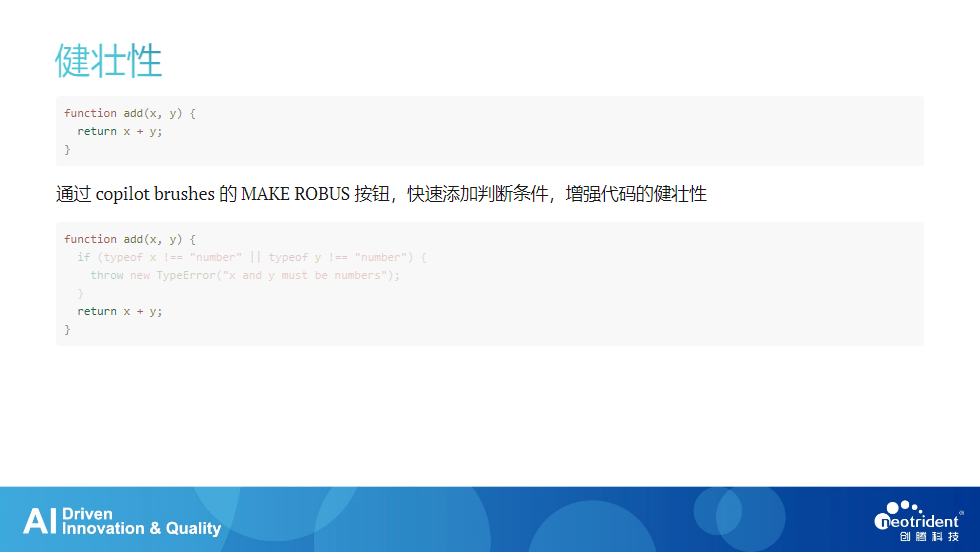 健壮性
function add(x, y) {
  return x + y;
}
通过 copilot brushes 的 MAKE ROBUS 按钮，快速添加判断条件，增强代码的健壮性
function add(x, y) {
  if (typeof x !== "number" || typeof y !== "number") {
    throw new TypeError("x and y must be numbers");
  }
  return x + y;
}
AI Driven
Innovation & Quality
neotrident®
创腾科技